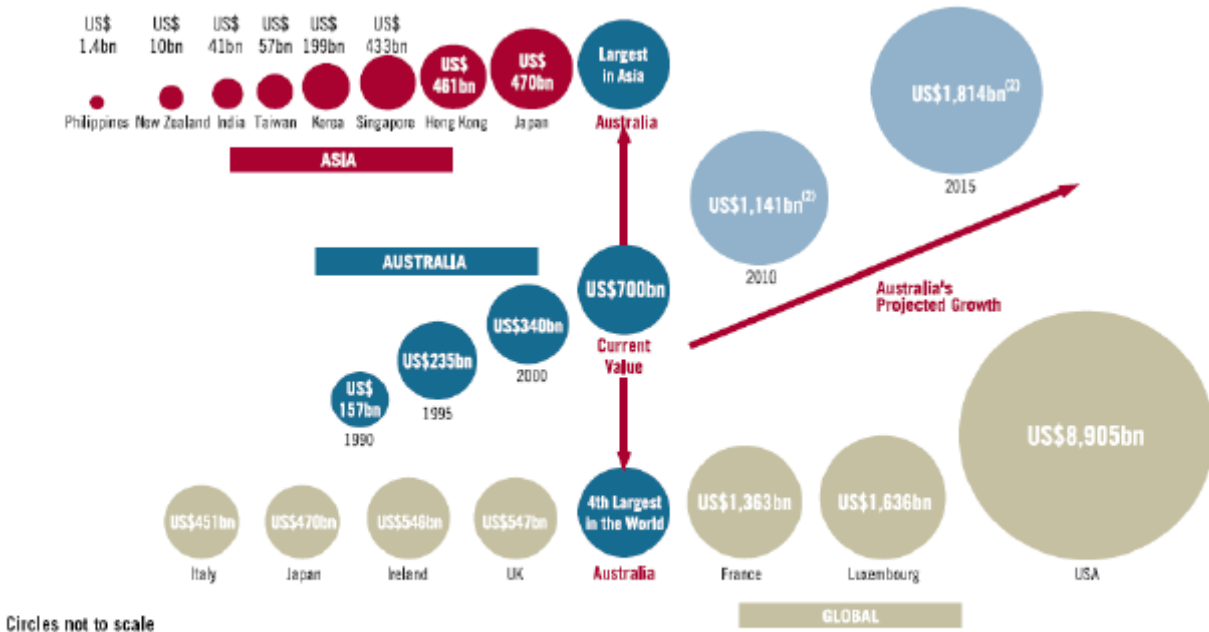 US$
1.4bn
US$
10bn
US$
41bn
US$
57bn
US$
199bn
US$
433bn
US$
461bn
US$
470bn
Largest
in Asia
Philippines
New Zealand
India
Taiwan
Korea
Singapore
Hong Kong
Japan
Australia
ASIA
US$1,814bn(2)
2015
US$1,141bn(2)
2010
AUSTRALIA
US$700bn
Current
Value
Australia's
Projected Growth
US$340bn
2000
US$235bn
1995
US$
157bn
1990
US$8,905bn
US$451bn
US$470bn
US$546bn
US$547bn
4th Largest
in the World
US$1,363bn
US$1,636bn
Italy
Japan
Ireland
UK
Australia
France
Luxembourg
USA
GLOBAL
Circles not to scale